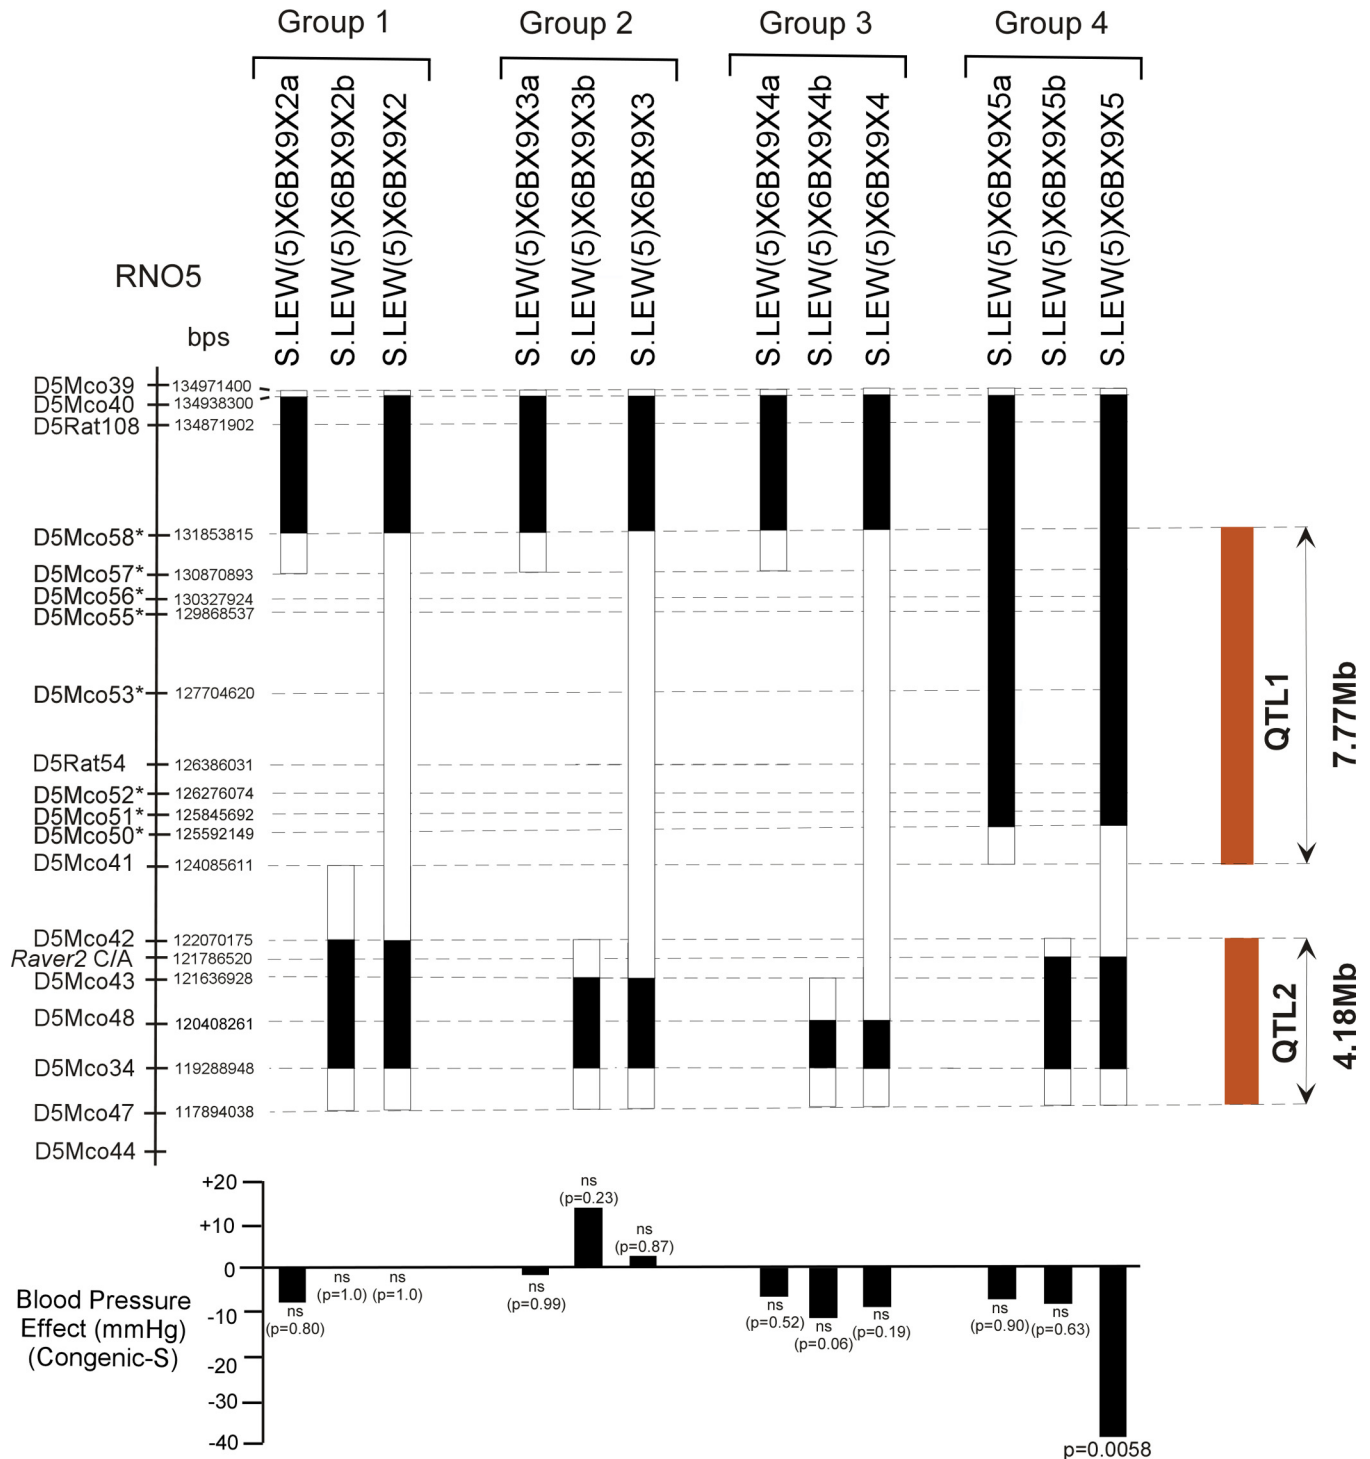 Group 1
Group 2
Group 3
Group 4
S.LEW(5)X6BX9X2a
S.LEW(5)X6BX9X2b
S.LEW(5)X6BX9X2
S.LEW(5)X6BX9X3a
S.LEW(5)X6BX9X3b
S.LEW(5)X6BX9X3
S.LEW(5)X6BX9X4a
S.LEW(5)X6BX9X4b
S.LEW(5)X6BX9X4
S.LEW(5)X6BX9X5a
S.LEW(5)X6BX9X5b
S.LEW(5)X6BX9X5
RNO5
bps
D5Mco39 134971400
D5Mco40 134938300
D5Rat108 134871902
D5Mco58* 131853815
D5Mco57* 130870893
D5Mco56* 130327924
D5Mco55* 129868537
D5Mco53* 127704620
D5Rat54 126386031
D5Mco52* 126276074
D5Mco51* 125845692
D5Mco50* 125592149
D5Mco41 124085611
D5Mco42 122070175
Raver2 C/A 121786520
D5Mco43 121636928
D5Mco48 120408261
D5Mco34 119288948
D5Mco47 117894038
D5Mco44
QTL1
7.77Mb
QTL2
4.18Mb
Blood Pressure
Effect (mmHg)
(Congenic-S)
+20
+10
0
-10
-20
-30
-40
ns
(p=0.80)
ns
(p=1.0)
ns
(p=1.0)
ns
(p=0.99)
ns
(p=0.23)
ns
(p=0.87)
ns
(p=0.52)
ns
(p=0.06)
ns
(p=0.19)
ns
(p=0.90)
ns
(p=0.63)
p=0.0058